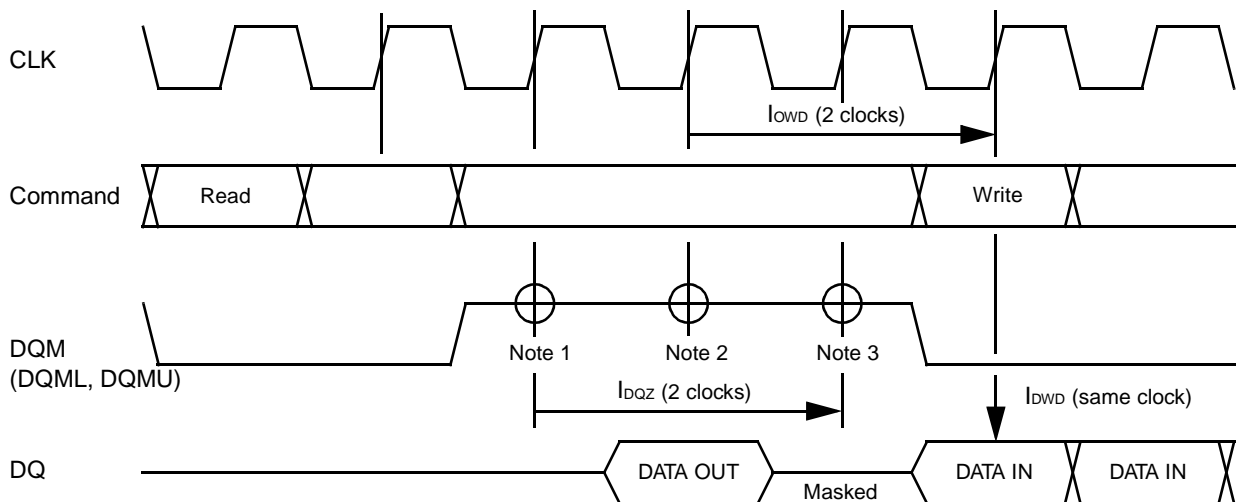 CLK
IOWD (2 clocks)
Command
Read
Write
DQM
(DQML, DQMU)
Note 1
Note 2
Note 3
IDQZ (2 clocks)
IDWD (same clock)
DQ
DATA OUT
Masked
DATA IN
DATA IN